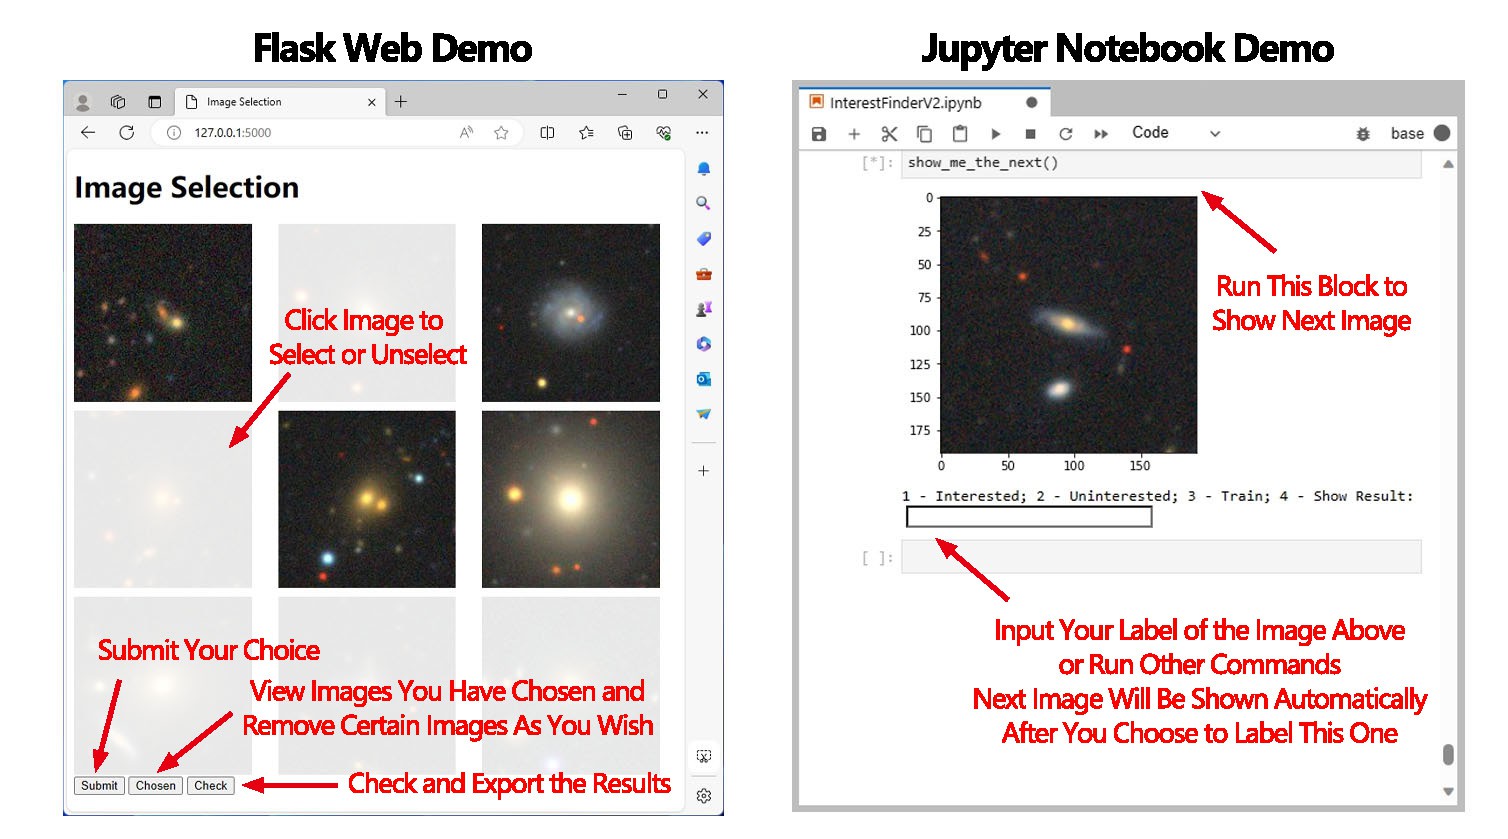 Flask Web Demo
Image Selection
127.0.0.1:5000
Image Selection
Click Image to
Select or Unselect
Submit Your Choice
View Images You Have Chosen and
Remove Certain Images As You Wish
Submit Chosen Check
Check and Export the Results
Jupyter Notebook Demo
InterestFinderV2.ipynb
Code
base
[*]: show_me_the_next()
0
25
50
75
100
125
150
175
0 50 100 150
Run This Block to
Show Next Image
1 - Interested; 2 - Uninterested; 3 - Train; 4 - Show Result:
[ ]:
Input Your Label of the Image Above
or Run Other Commands
Next Image Will Be Shown Automatically
After You Choose to Label This One